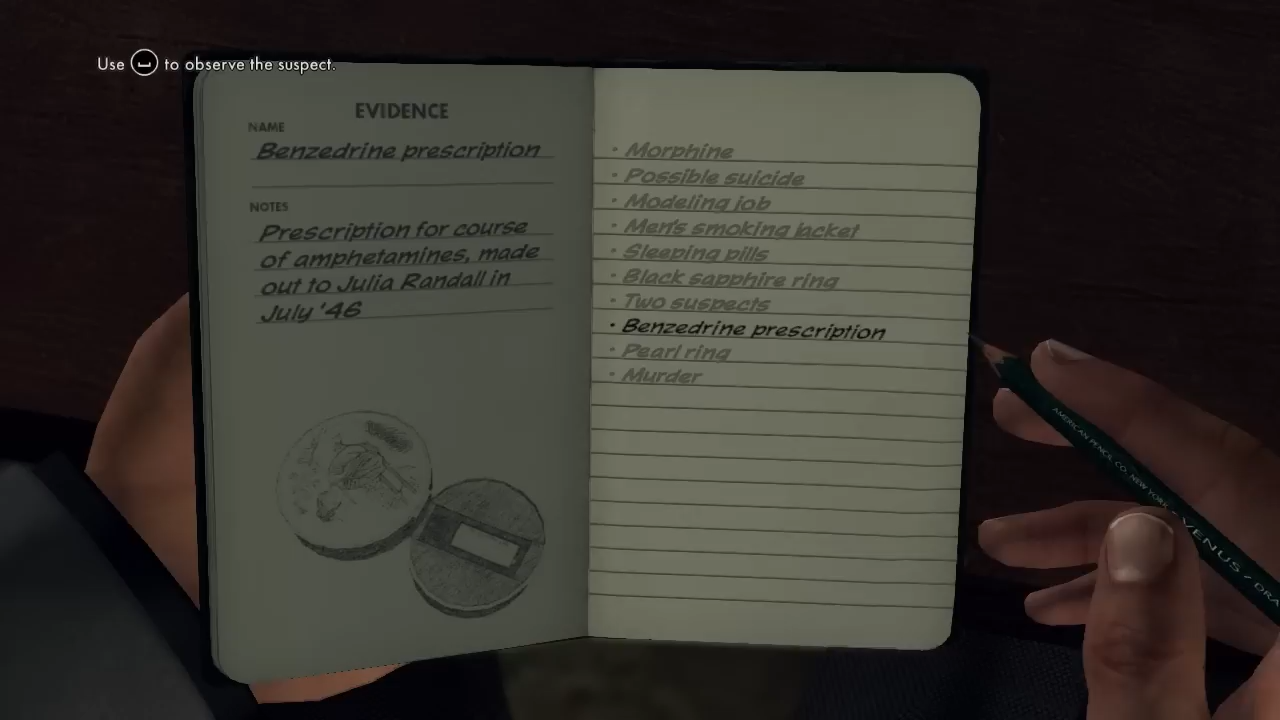 Use to observe the suspect.
EVIDENCE
NAME
Benzedrine prescription
NOTES
Prescription for course
of amphetamines, made
out to Julia Randall in
July '46
• Morphine
• Possible suicide
• Modeling job
• Men's smoking jacket
• Sleeping pills
• Black sapphire ring
• Two suspects
• Benzedrine prescription
• Pearl ring
• Murder
AMERICAN PENCIL CO. NEW YORK
VENUS / DRA